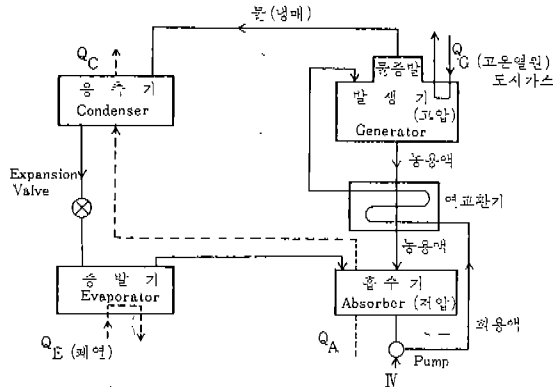 물 (냉매)
Q_C
Q_G (고온열원)
도시가스
물증발
응 축 기
Condenser
발 생 기
(고압)
Generator
Expansion
Valve
농용액
열교환기
농용액
증 발 기
Evaporator
흡 수 기
Absorber (저압)
희용액
Q_E (폐열)
Q_A
Pump
W